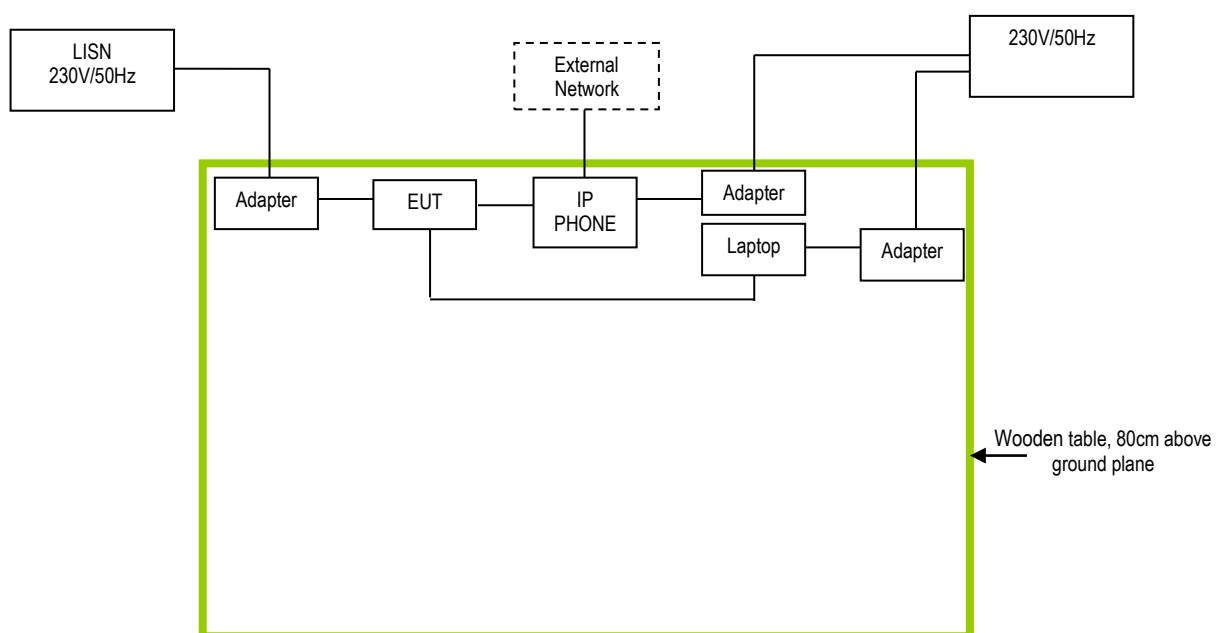 LISN
230V/50Hz
External
Network
230V/50Hz
Adapter
EUT
IP
PHONE
Adapter
Laptop
Adapter
Wooden table, 80cm above
ground plane